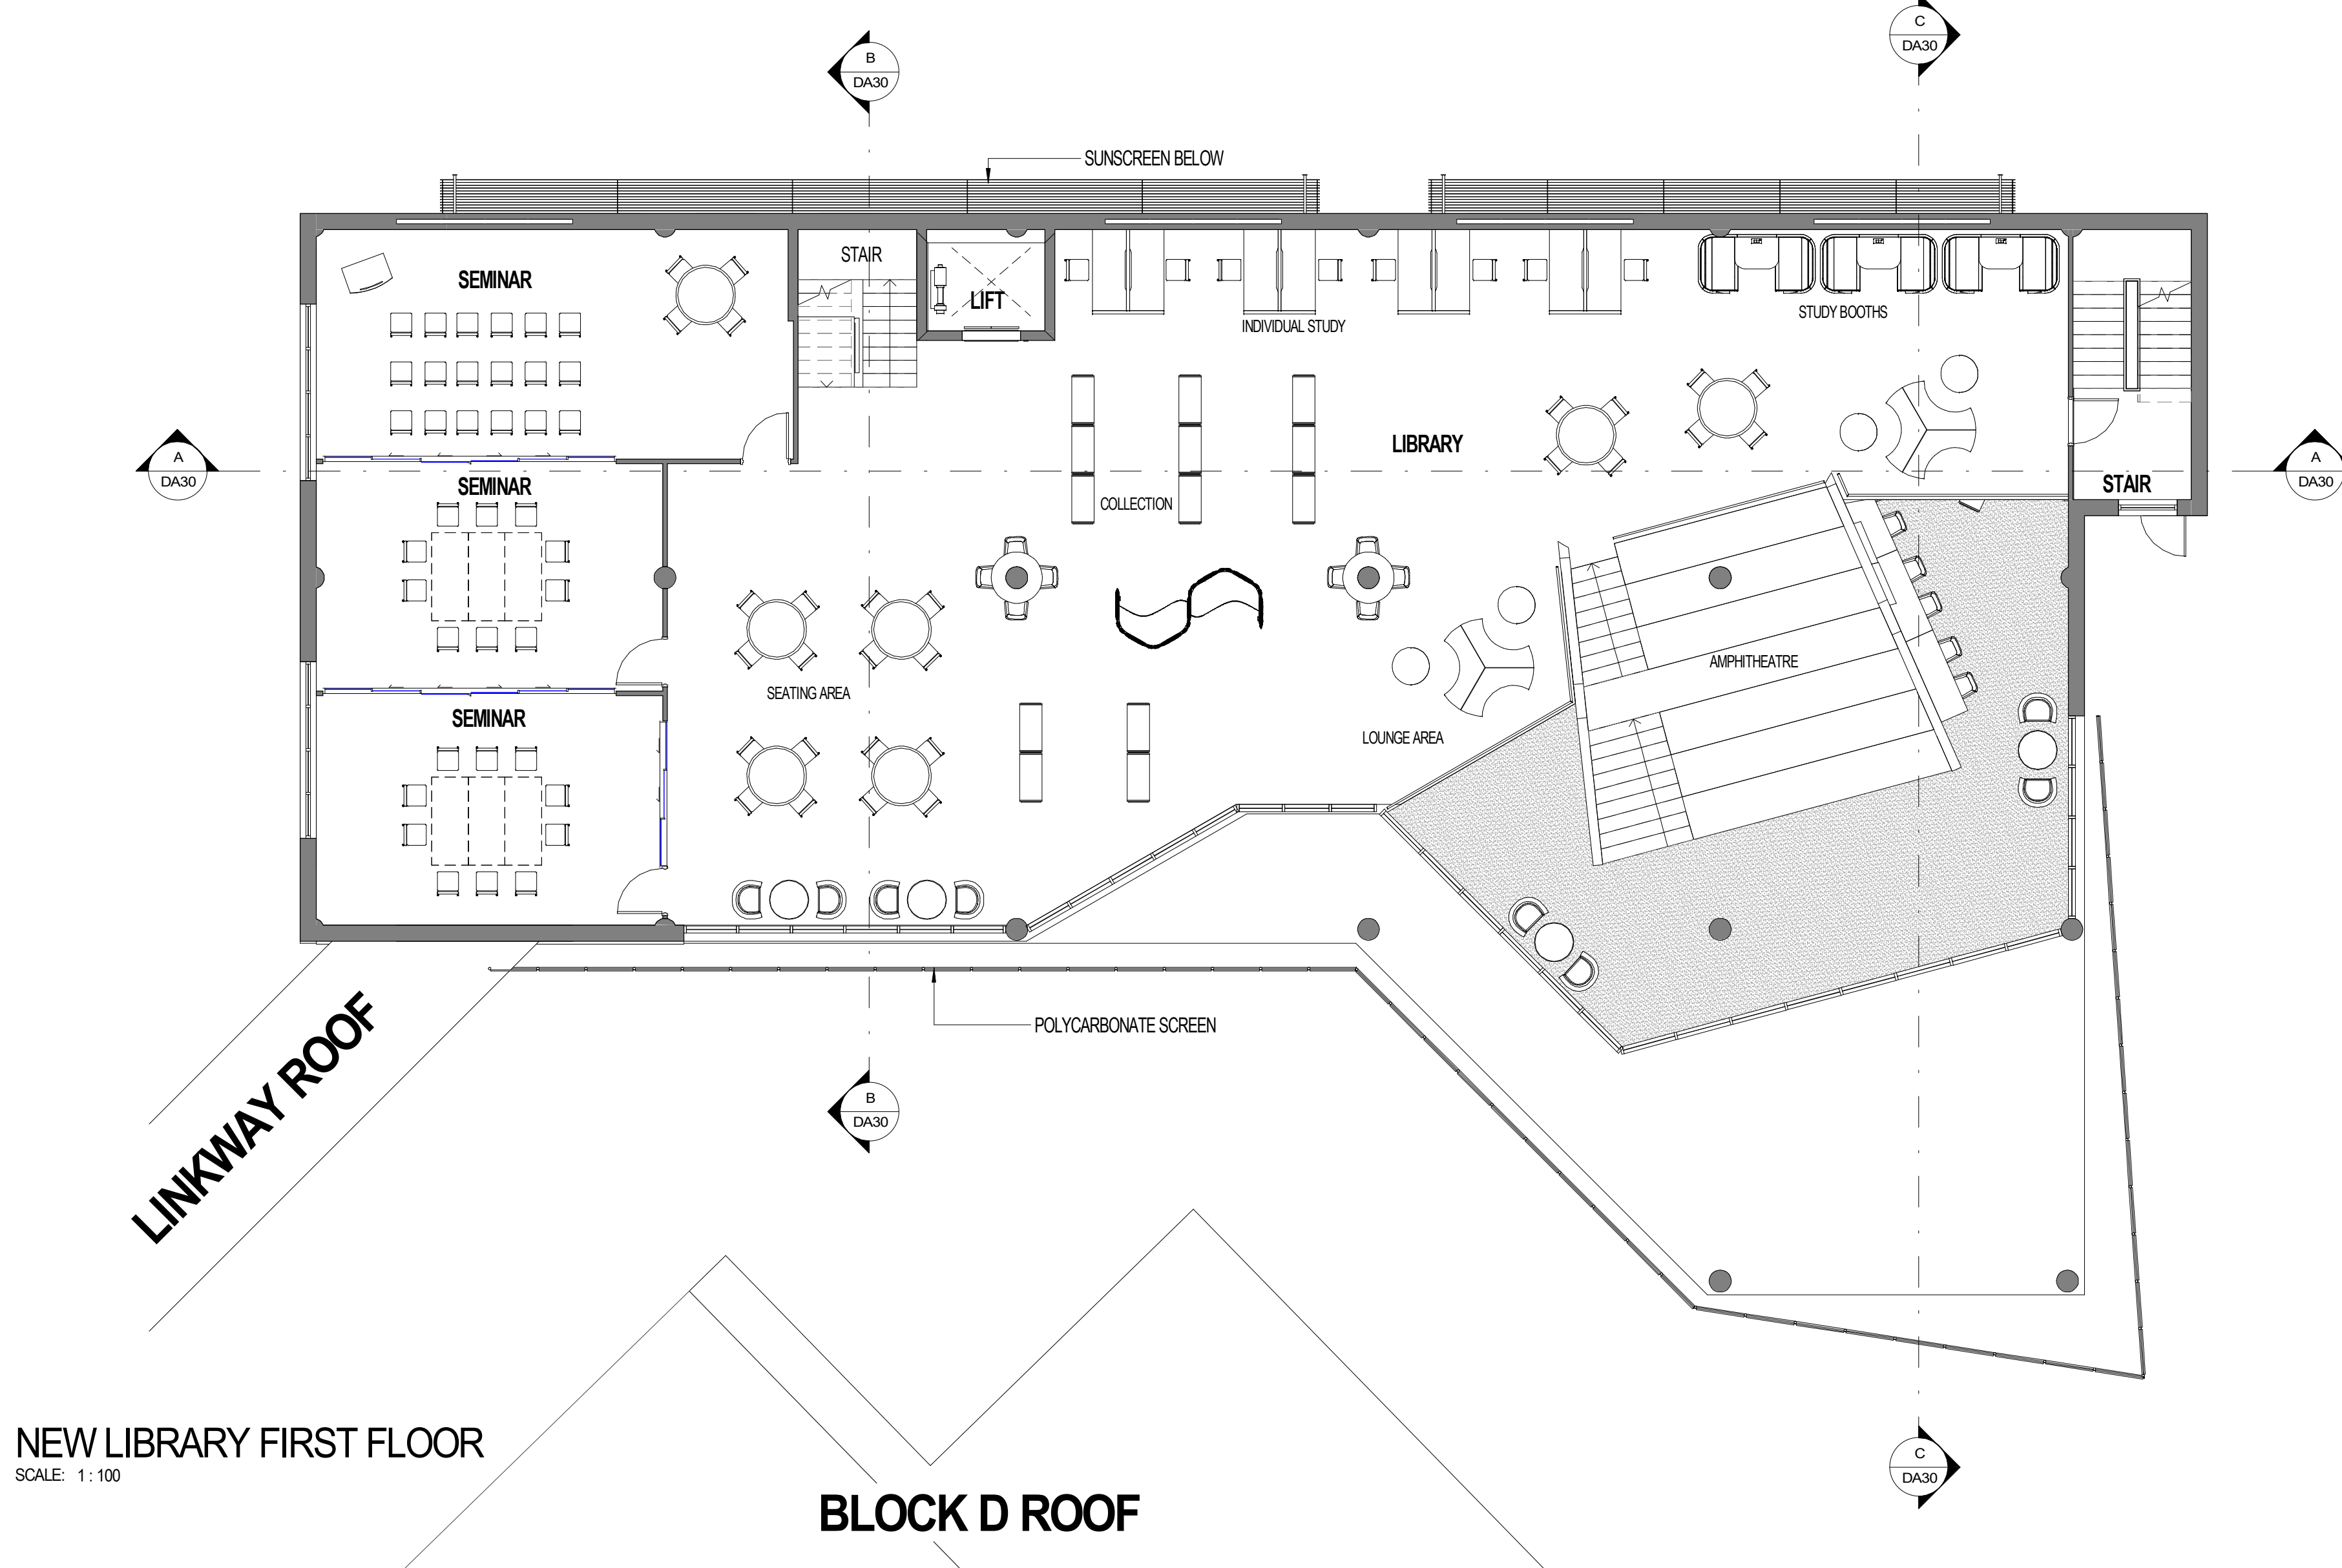 C
DA30
B
DA30
SUNSCREEN BELOW
STAIR
SEMINAR
LIFT
INDIVIDUAL STUDY
STUDY BOOTHS
LIBRARY
A
DA30
A
DA30
SEMINAR
STAIR
COLLECTION
AMPHITHEATRE
SEATING AREA
SEMINAR
LOUNGE AREA
POLYCARBONATE SCREEN
LINKWAY ROOF
B
DA30
NEW LIBRARY FIRST FLOOR
SCALE: 1 : 100
C
DA30
BLOCK D ROOF